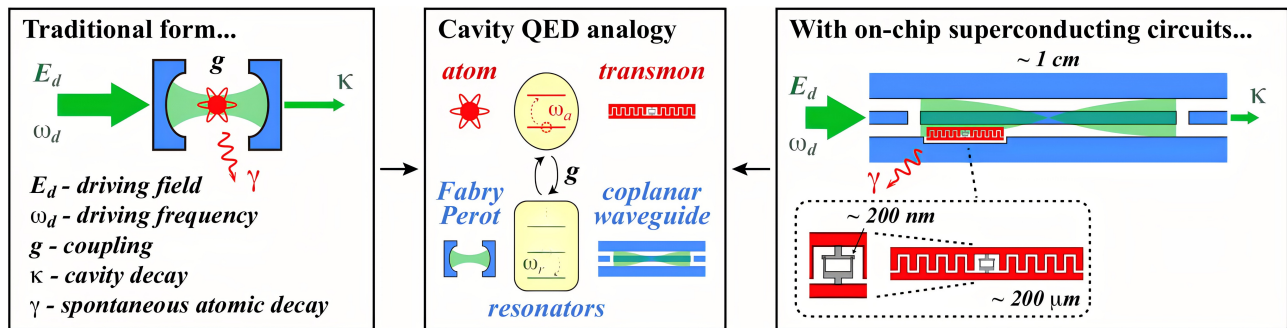 Traditional form...
E_d
g
κ
ω_d
γ
E_d - driving field
ω_d - driving frequency
g - coupling
κ - cavity decay
γ - spontaneous atomic decay
Cavity QED analogy
atom
transmon
ω_a
g
Fabry
Perot
coplanar
waveguide
ω_r
resonators
With on-chip superconducting circuits...
~ 1 cm
E_d
κ
ω_d
γ
~ 200 nm
~ 200 μm